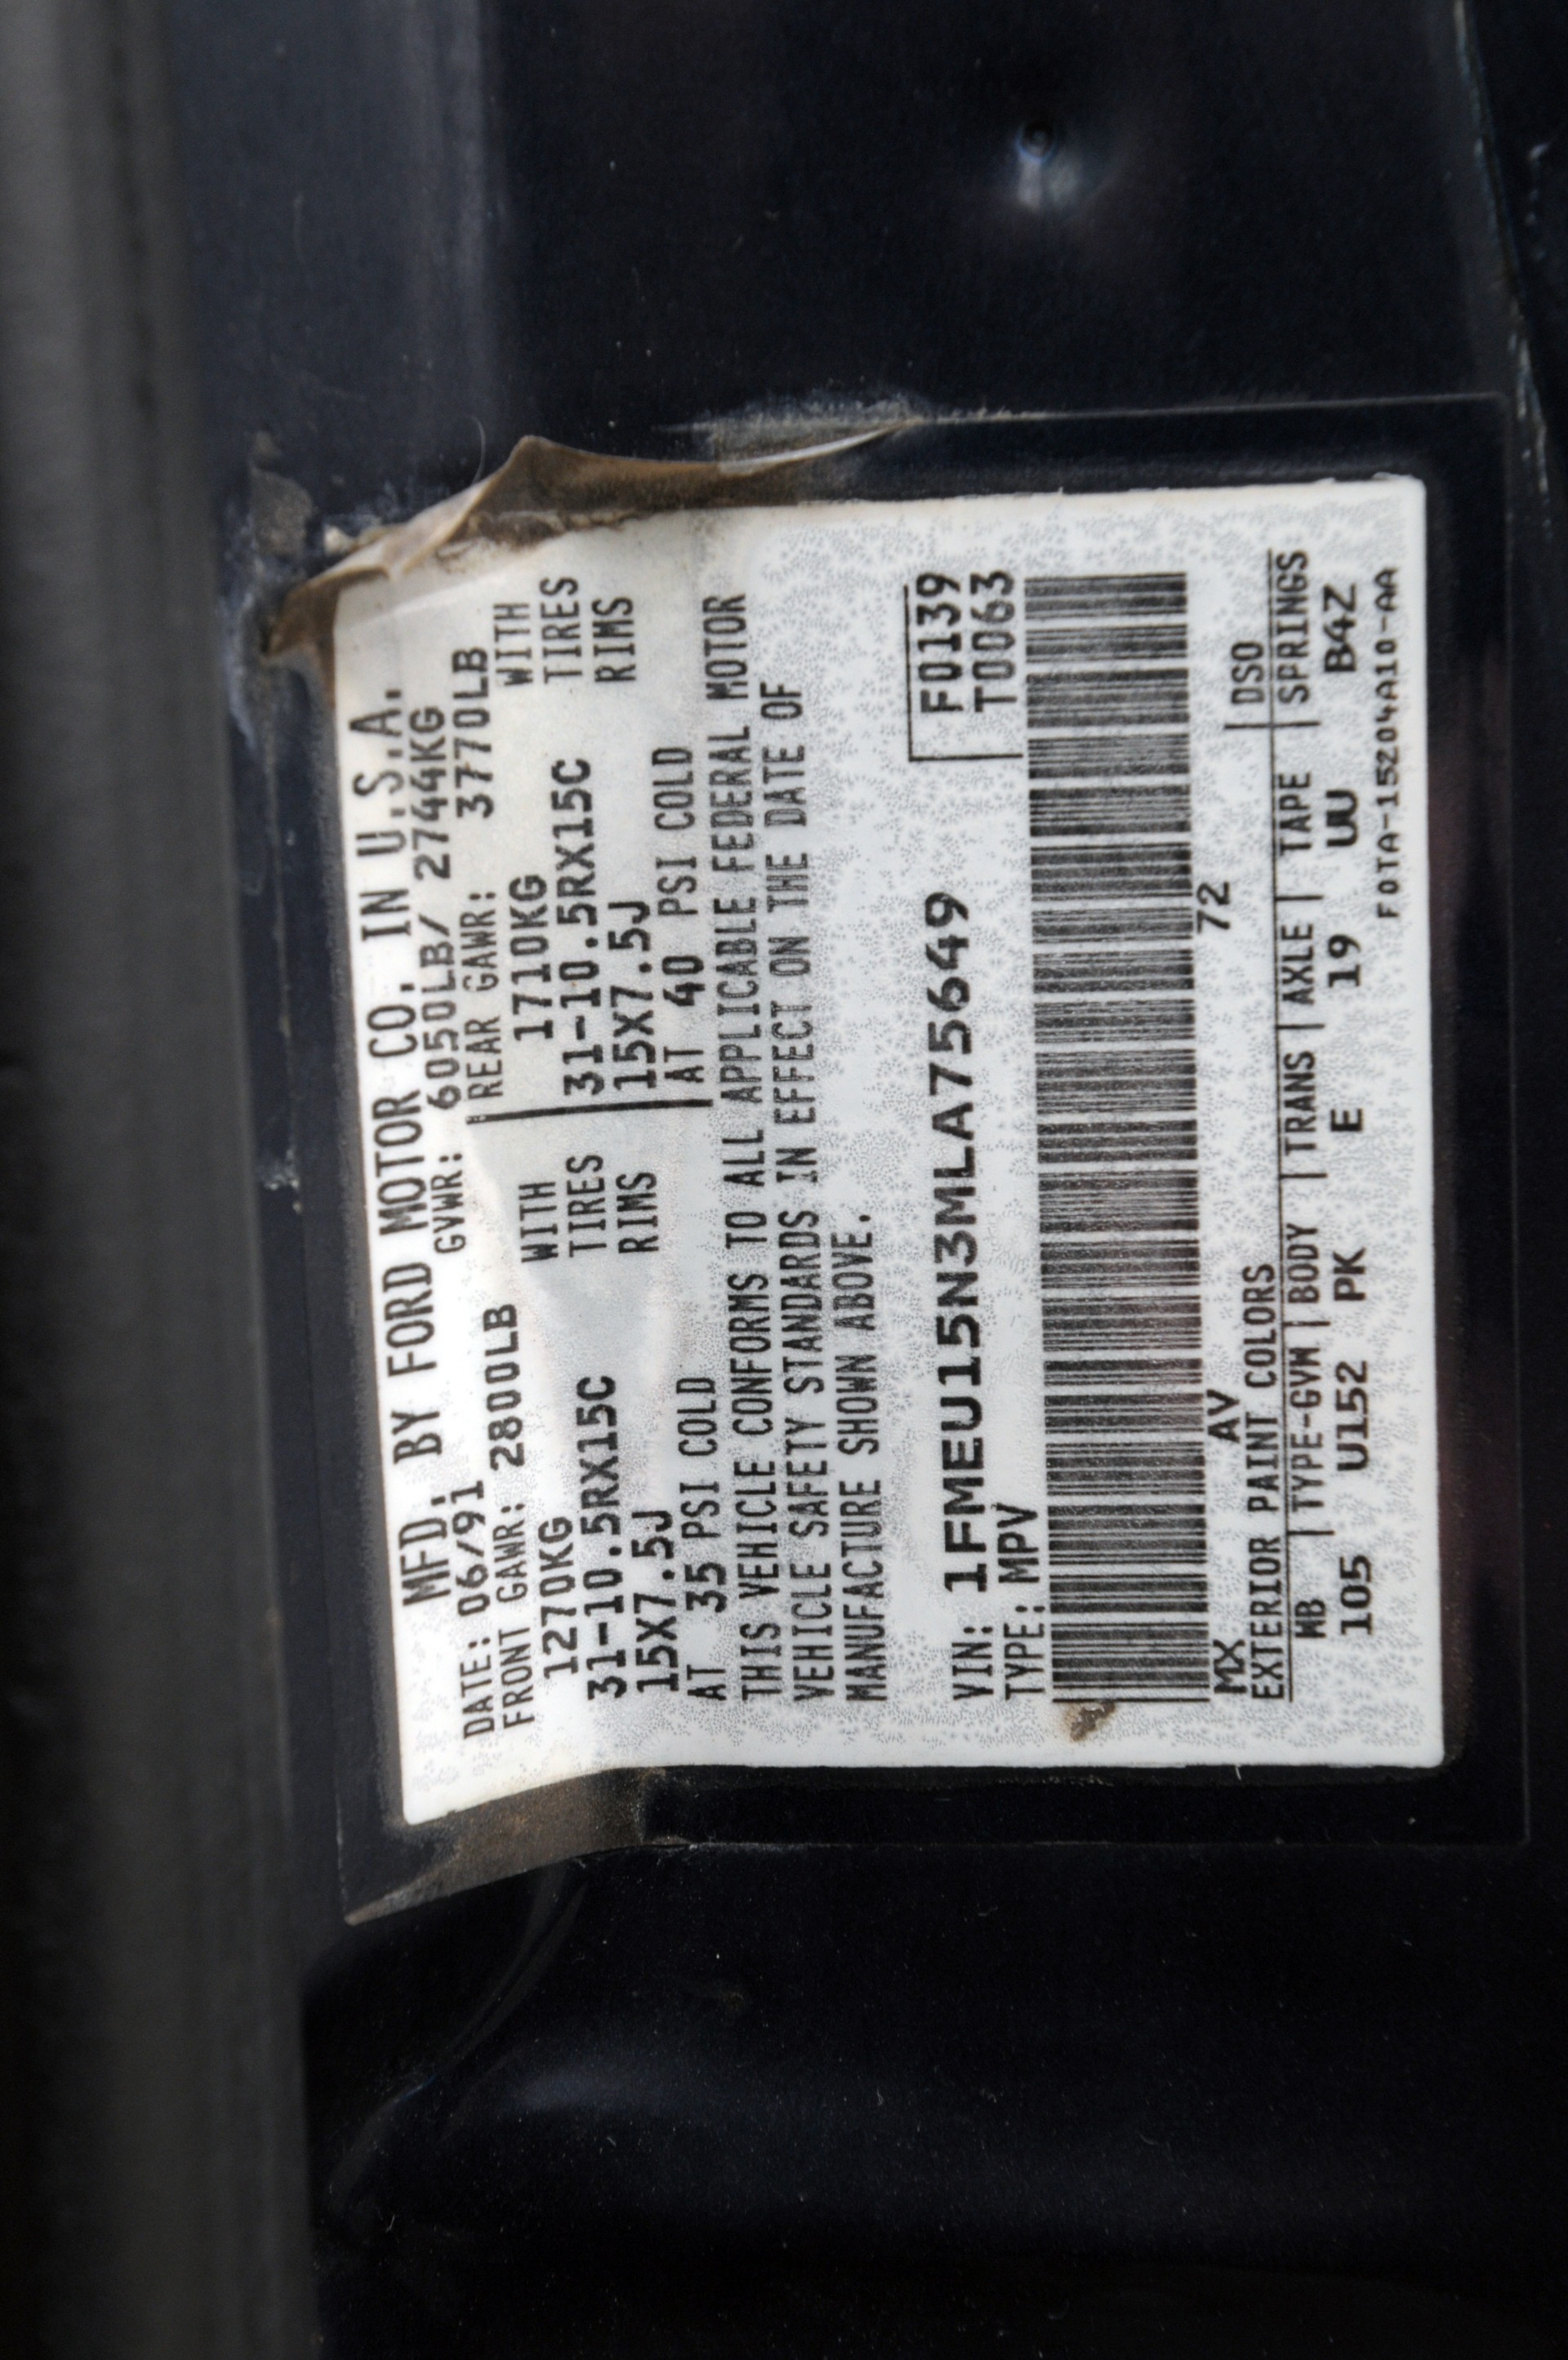 MFD. BY FORD MOTOR CO. IN U.S.A.
DATE: 06/91 GVWR: 6050LB/ 2744KG
FRONT GAWR: 2800LB REAR GAWR: 3770LB
1270KG WITH 1710KG WITH
31-10.5RX15C TIRES 31-10.5RX15C TIRES
15X7.5J RIMS 15X7.5J RIMS
AT 35 PSI COLD AT 40 PSI COLD
THIS VEHICLE CONFORMS TO ALL APPLICABLE FEDERAL MOTOR
VEHICLE SAFETY STANDARDS IN EFFECT ON THE DATE OF
MANUFACTURE SHOWN ABOVE.
F0139
VIN: 1FMEU15N3MLA75649 T0063
TYPE: MPV
MX AV 72
EXTERIOR PAINT COLORS DSO
WB TYPE-GVW BODY TRANS AXLE TAPE SPRINGS
105 U152 PK E 19 UU B4Z
F0TA-15Z04A10-AA